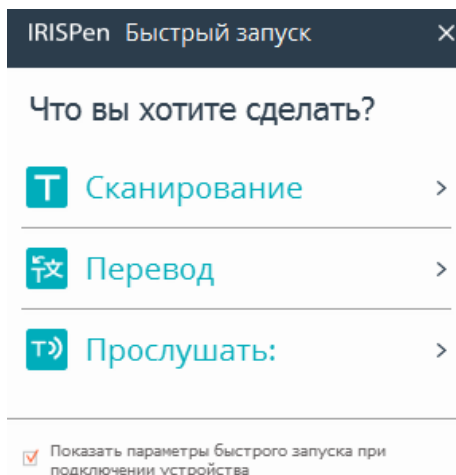 IRISPen Быстрый запуск
Что вы хотите сделать?
Сканирование
Перевод
Прослушать:
Показать параметры быстрого запуска при
подключении устройства